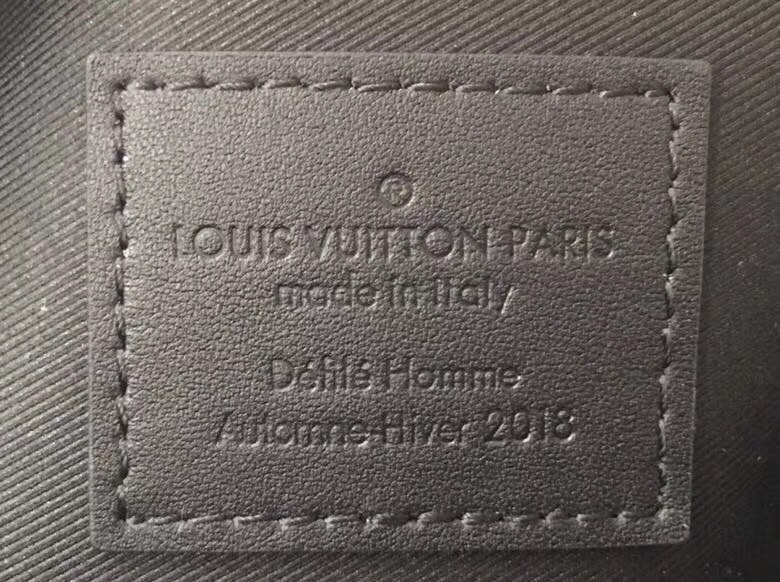 ®
LOUIS VUITTON PARIS
made in Italy
Défilé Homme
Automne-Hiver 2018